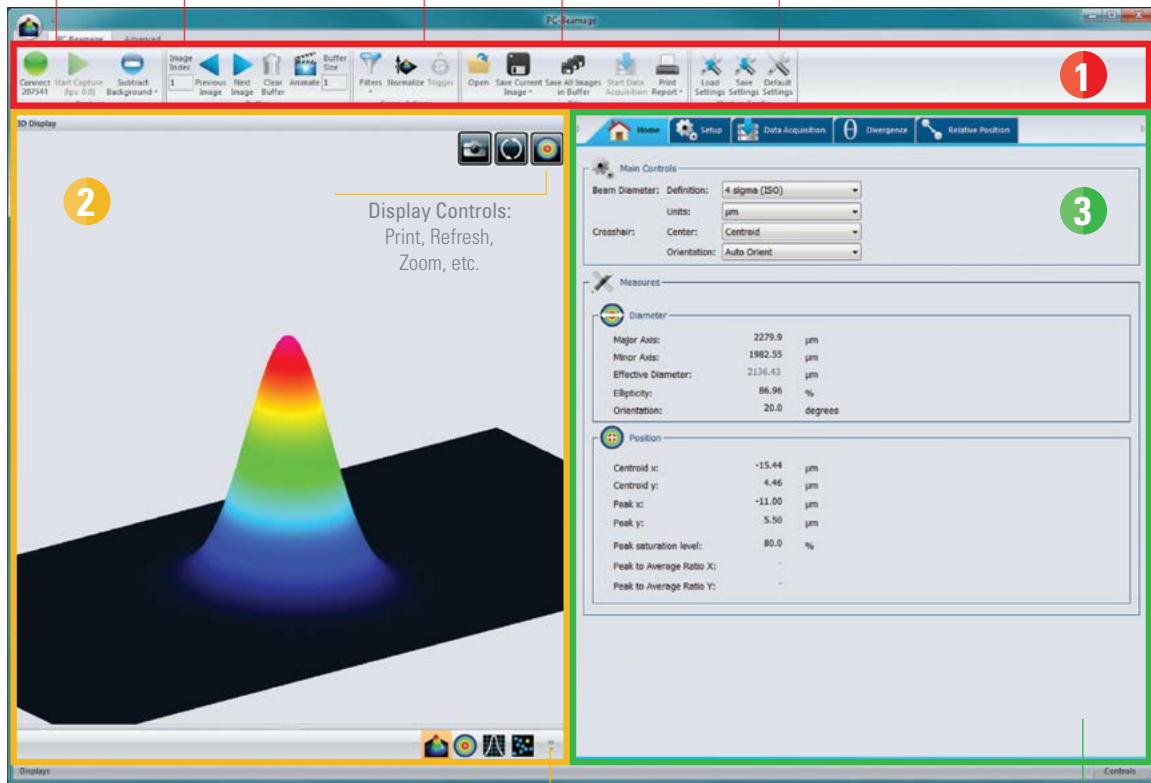 PC-Beamage
PC-Beamage Advanced
Connect 207541
Start Capture (fps: 0.0)
Subtract Background
Image Index
1
Previous Image
Next Image
Clear Buffer
Animate
Buffer Size
1
Filters
Normalize
Trigger
Open
Save Current Image
Save All Images in Buffer
Start Data Acquisition
Print Report
Load Settings
Save Settings
Default Settings
1
3D Display
2
Display Controls:
Print, Refresh,
Zoom, etc.
Home
Setup
Data Acquisition
Divergence
Relative Position
3
Main Controls
Beam Diameter: Definition: 4 sigma (ISO)
Units: µm
Crosshair: Center: Centroid
Orientation: Auto Orient
Measures
Diameter
Major Axis: 2279.9 µm
Minor Axis: 1982.55 µm
Effective Diameter: 2136.43 µm
Ellipticity: 86.96 %
Orientation: 20.0 degrees
Position
Centroid x: -15.44 µm
Centroid y: 4.46 µm
Peak x: -11.00 µm
Peak y: 5.50 µm
Peak saturation level: 80.0 %
Peak to Average Ratio X: -
Peak to Average Ratio Y: -
Displays
Controls